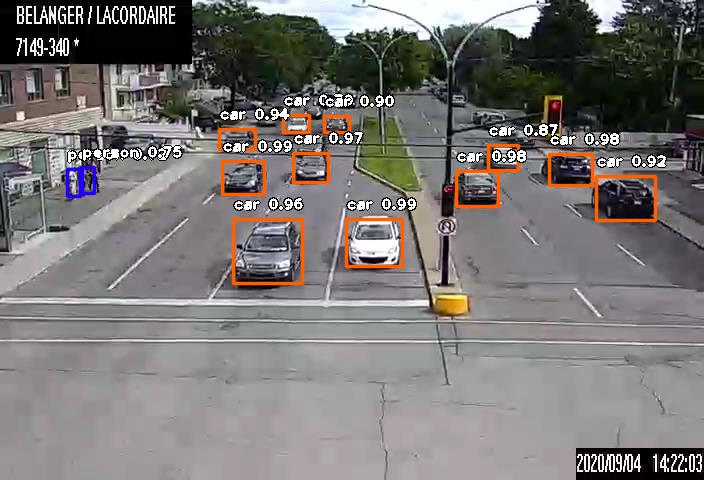 BELANGER / LACORDAIRE
7149-340 *
car 0.94
car 0.90
car 0.99
car 0.97
car 0.87
car 0.98
car 0.98
car 0.92
person 0.75
car 0.96
car 0.99
2020/09/04 14:22:03